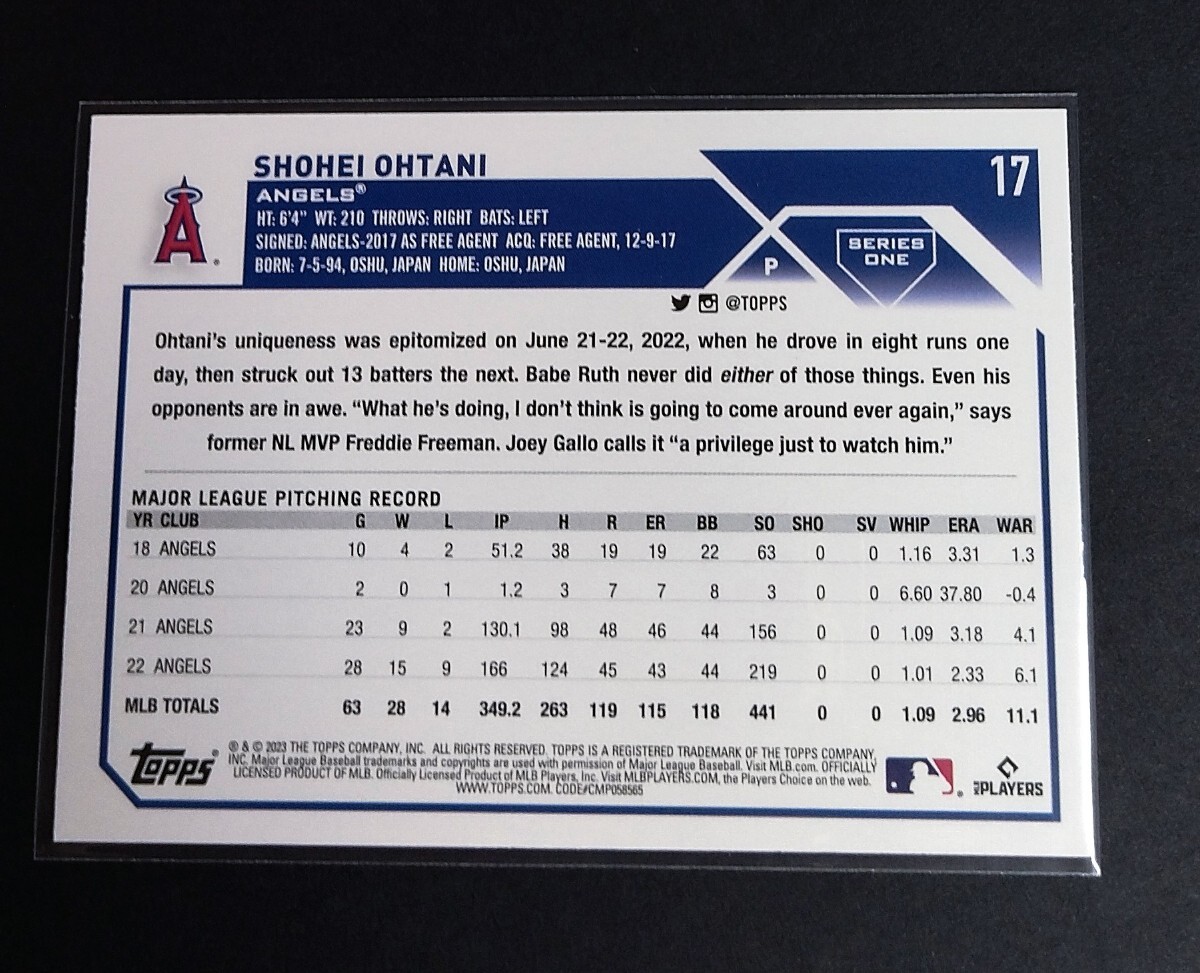 SHOHEI OHTANI
17
ANGELS®
HT: 6'4" WT: 210 THROWS: RIGHT BATS: LEFT
SIGNED: ANGELS-2017 AS FREE AGENT ACQ: FREE AGENT, 12-9-17
BORN: 7-5-94, OSHU, JAPAN HOME: OSHU, JAPAN
A
P
SERIES
ONE
@TOPPS
Ohtani's uniqueness was epitomized on June 21-22, 2022, when he drove in eight runs one
day, then struck out 13 batters the next. Babe Ruth never did either of those things. Even his
opponents are in awe. “What he's doing, I don't think is going to come around ever again,” says
former NL MVP Freddie Freeman. Joey Gallo calls it “a privilege just to watch him.”
MAJOR LEAGUE PITCHING RECORD
YR CLUB G W L IP H R ER BB SO SHO SV WHIP ERA WAR
18 ANGELS 10 4 2 51.2 38 19 19 22 63 0 0 1.16 3.31 1.3
20 ANGELS 2 0 1 1.2 3 7 7 8 3 0 0 6.60 37.80 -0.4
21 ANGELS 23 9 2 130.1 98 48 46 44 156 0 0 1.09 3.18 4.1
22 ANGELS 28 15 9 166 124 45 43 44 219 0 0 1.01 2.33 6.1
MLB TOTALS 63 28 14 349.2 263 119 115 118 441 0 0 1.09 2.96 11.1
Topps®
® & © 2023 THE TOPPS COMPANY, INC. ALL RIGHTS RESERVED. TOPPS IS A REGISTERED TRADEMARK OF THE TOPPS COMPANY,
INC. Major League Baseball trademarks and copyrights are used with permission of Major League Baseball. Visit MLB.com. OFFICIALLY
LICENSED PRODUCT OF MLB. Officially Licensed Product of MLB Players, Inc. Visit MLBPLAYERS.COM, the Players Choice on the web.
WWW.TOPPS.COM. CODE#CMP058565
MLB PLAYERS